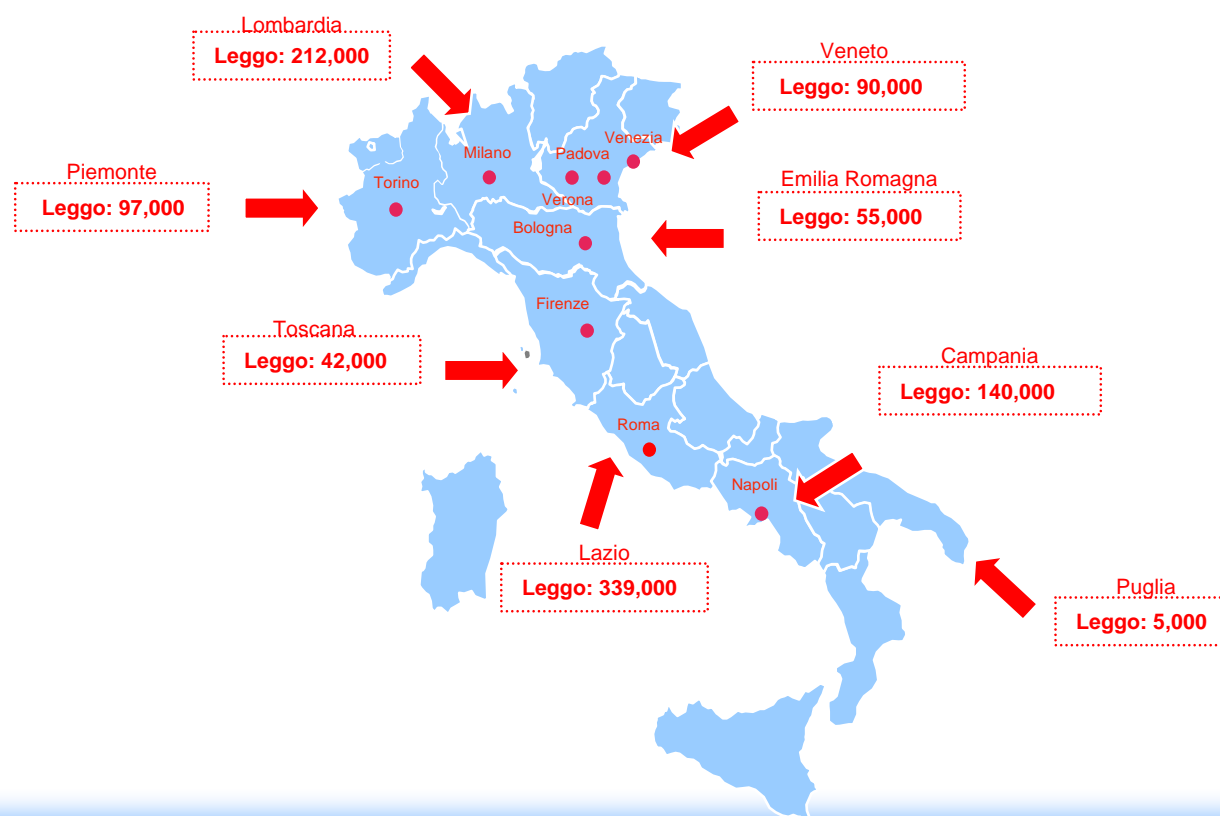 Lombardia
Leggo: 212,000
Veneto
Leggo: 90,000
Venezia
Milano
Padova
Piemonte
Leggo: 97,000
Torino
Verona
Emilia Romagna
Leggo: 55,000
Bologna
Firenze
Toscana
Leggo: 42,000
Campania
Leggo: 140,000
Roma
Napoli
Lazio
Leggo: 339,000
Puglia
Leggo: 5,000